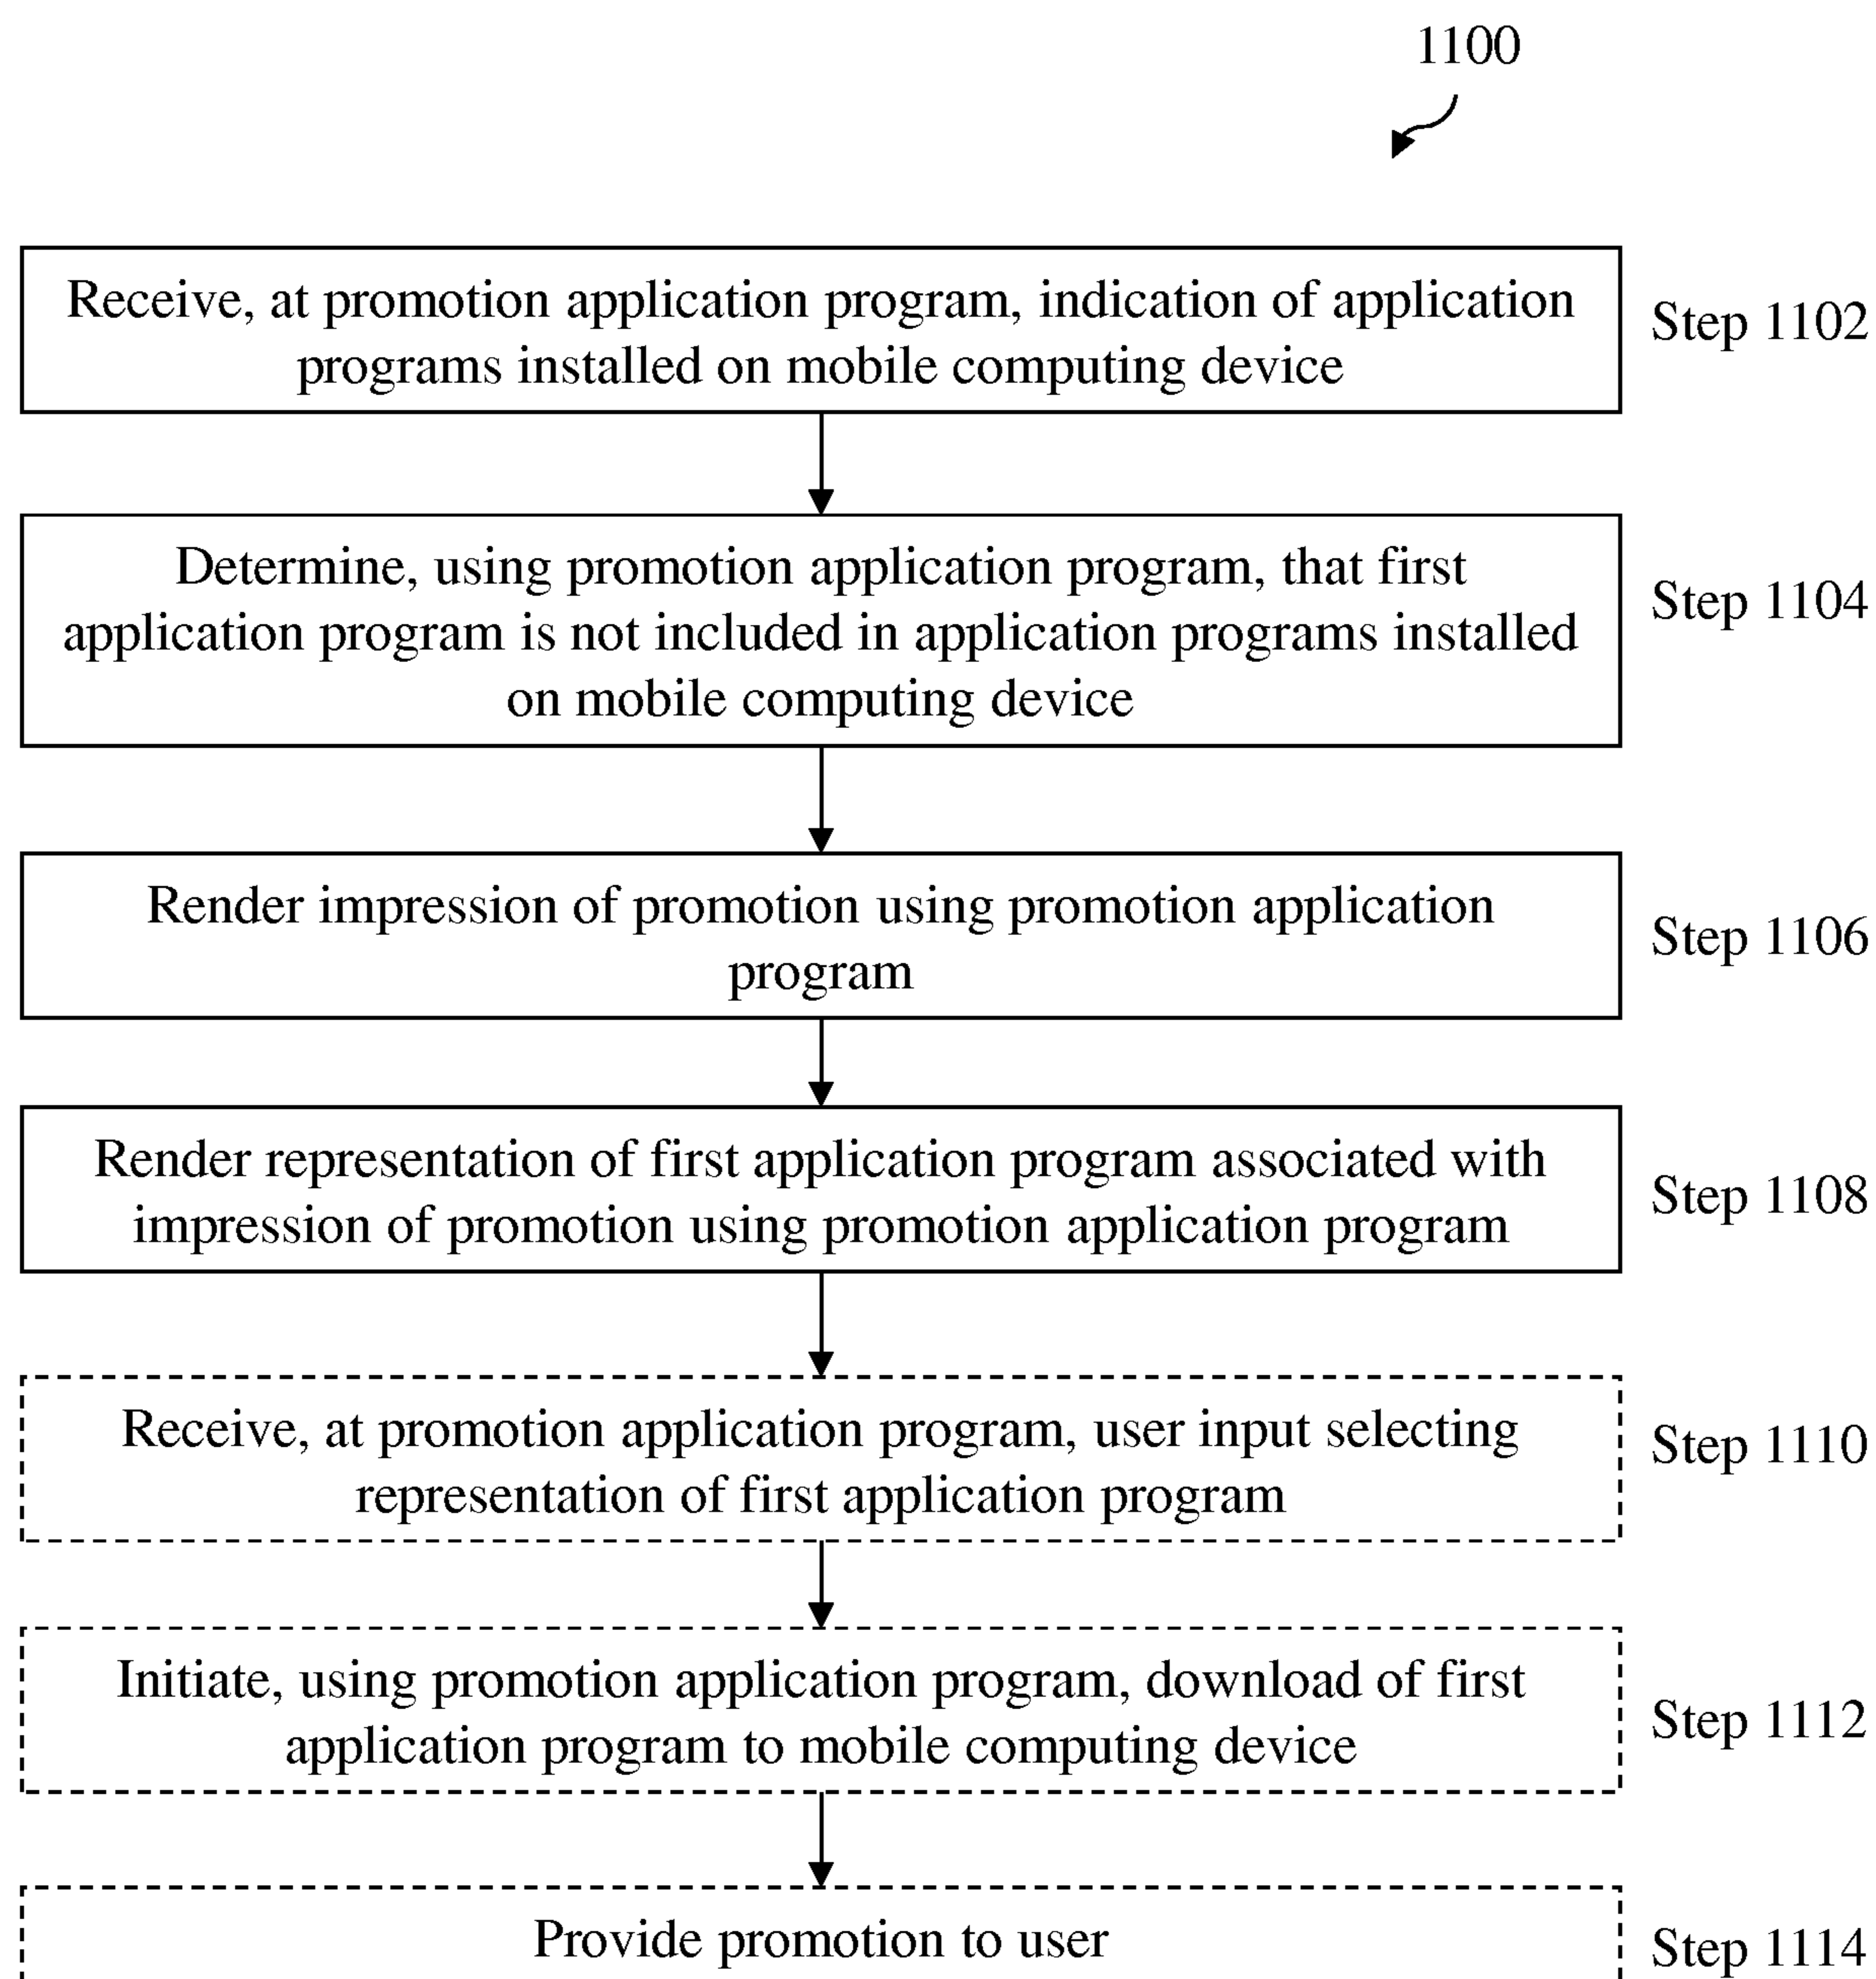 1100
Receive, at promotion application program, indication of application
programs installed on mobile computing device
Step 1102
Determine, using promotion application program, that first
application program is not included in application programs installed
on mobile computing device
Step 1104
Render impression of promotion using promotion application
program
Step 1106
Render representation of first application program associated with
impression of promotion using promotion application program
Step 1108
Receive, at promotion application program, user input selecting
representation of first application program
Step 1110
Initiate, using promotion application program, download of first
application program to mobile computing device
Step 1112
Provide promotion to user
Step 1114